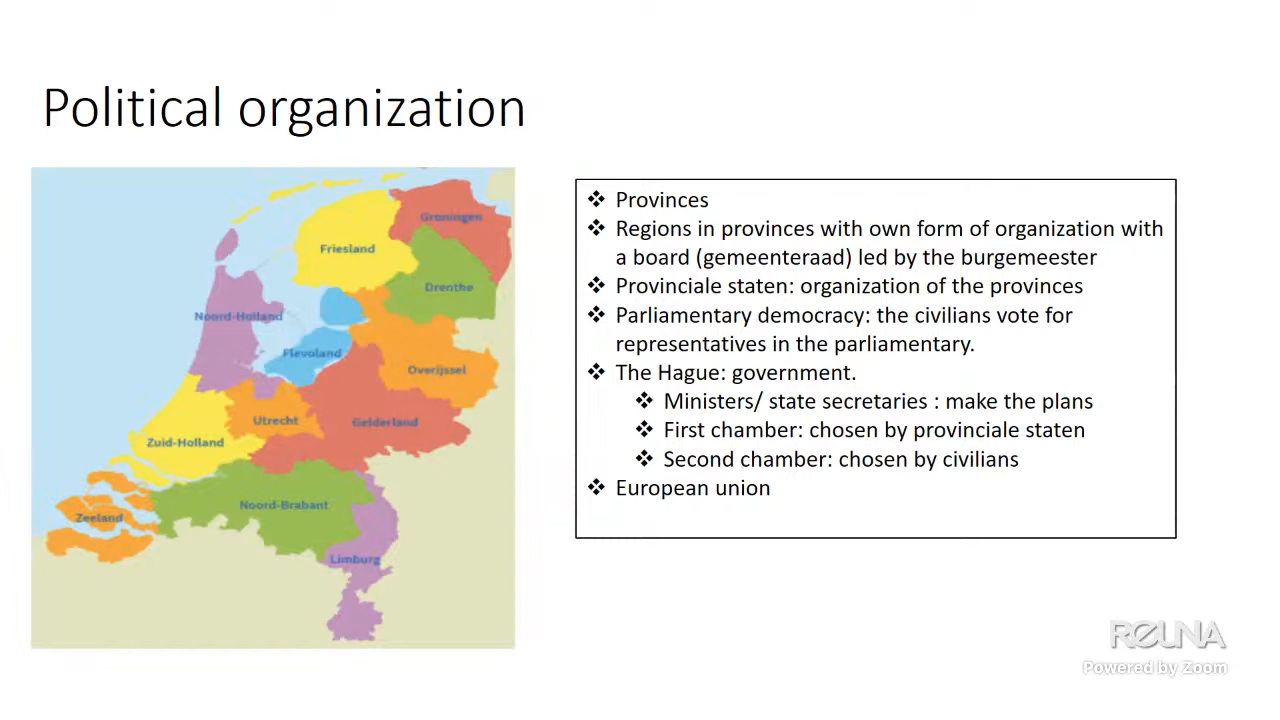 Political organization
Groningen
Friesland
Drenthe
Noord-Holland
Flevoland
Overijssel
Utrecht
Gelderland
Zuid-Holland
Noord-Brabant
Zeeland
Limburg
❖ Provinces
❖ Regions in provinces with own form of organization with
a board (gemeenteraad) led by the burgemeester
❖ Provinciale staten: organization of the provinces
❖ Parliamentary democracy: the civilians vote for
representatives in the parliamentary.
❖ The Hague: government.
❖ Ministers/ state secretaries : make the plans
❖ First chamber: chosen by provinciale staten
❖ Second chamber: chosen by civilians
❖ European union
REUNA
Powered by Zoom